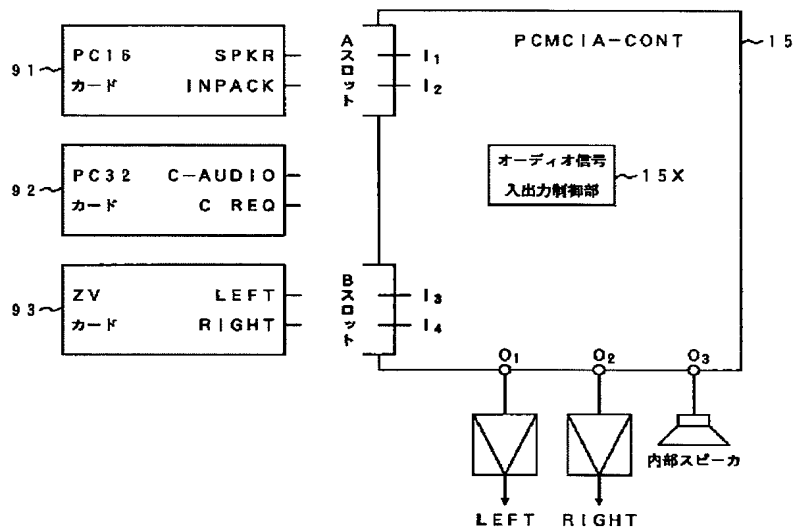 PCMCIA-CONT
15
91
PC16 SPKR
カード INPACK
Aスロット
I₁
I₂
オーディオ信号
入出力制御部
15X
92
PC32 C-AUDIO
カード C REQ
93
ZV LEFT
カード RIGHT
Bスロット
I₃
I₄
O₁ O₂ O₃
内部スピーカ
LEFT RIGHT